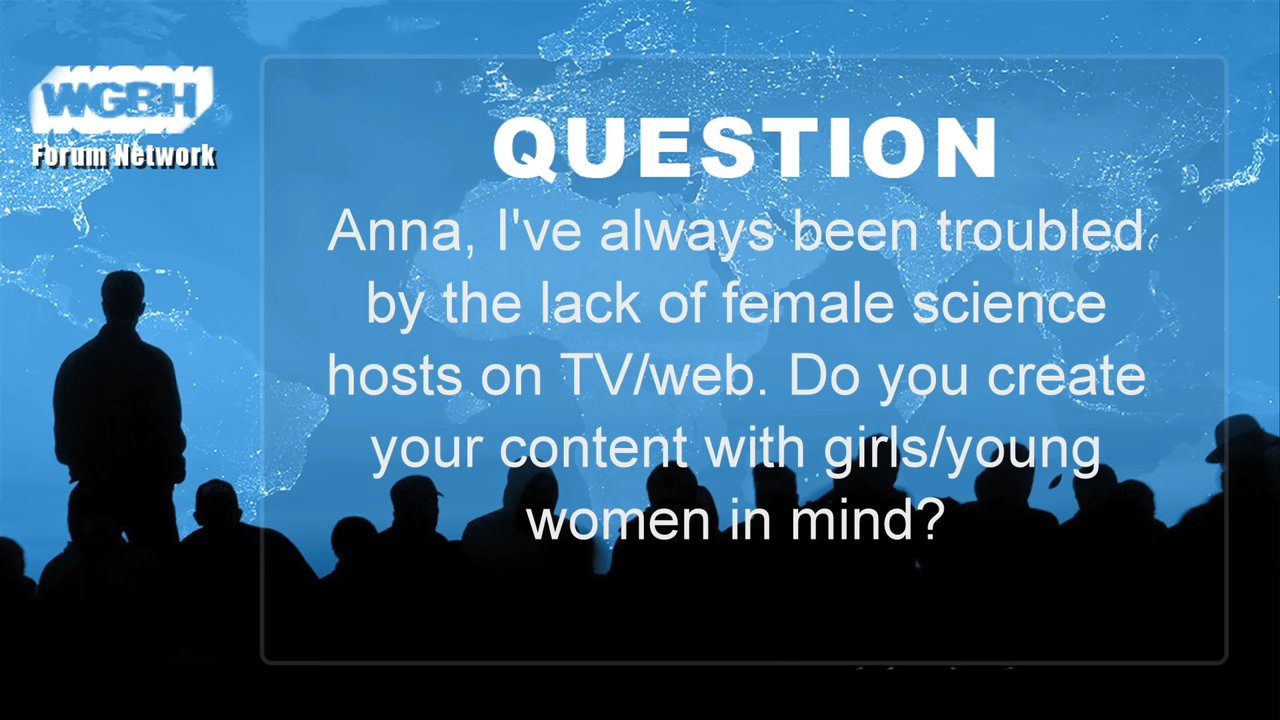 WGBH
Forum Network
QUESTION
Anna, I've always been troubled
by the lack of female science
hosts on TV/web. Do you create
your content with girls/young
women in mind?